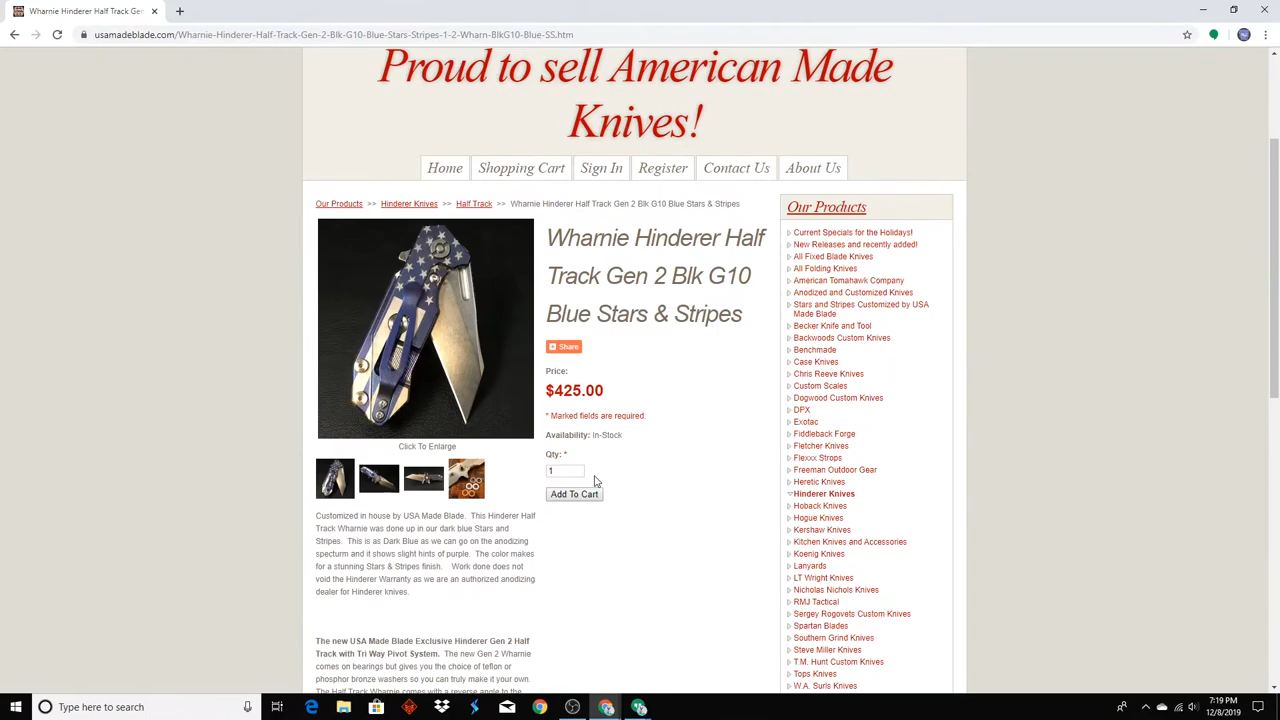 Wharnie Hinderer Half Track Gen
usamadeblade.com/Wharnie-Hinderer-Half-Track-Gen-2-Blk-G10-Blue-Stars-Stripes-1-2-Wharn-BlkG10-Blue-SS.htm
Proud to sell American Made
Knives!
Home Shopping Cart Sign In Register Contact Us About Us
Our Products >> Hinderer Knives >> Half Track >> Wharnie Hinderer Half Track Gen 2 Blk G10 Blue Stars & Stripes
Wharnie Hinderer Half
Track Gen 2 Blk G10
Blue Stars & Stripes
Share
Price:
$425.00
* Marked fields are required.
Availability: In-Stock
Qty: *
1
Add To Cart
Click To Enlarge
Customized in house by USA Made Blade. This Hinderer Half
Track Wharnie was done up in our dark blue Stars and
Stripes. This is as Dark Blue as we can go on the anodizing
specturm and it shows slight hints of purple. The color makes
for a stunning Stars & Stripes finish. Work done does not
void the Hinderer Warranty as we are an authorized anodizing
dealer for Hinderer knives.
The new USA Made Blade Exclusive Hinderer Gen 2 Half
Track with Tri Way Pivot System. The new Gen 2 Wharnie
comes on bearings but gives you the choice of teflon or
phosphor bronze washers so you can truly make it your own.
The Half Track Wharnie comes with a reverse angle to the
Our Products
Current Specials for the Holidays!
New Releases and recently added!
All Fixed Blade Knives
All Folding Knives
American Tomahawk Company
Anodized and Customized Knives
Stars and Stripes Customized by USA
Made Blade
Becker Knife and Tool
Backwoods Custom Knives
Benchmade
Case Knives
Chris Reeve Knives
Custom Scales
Dogwood Custom Knives
DPX
Exotac
Fiddleback Forge
Fletcher Knives
Flexxx Strops
Freeman Outdoor Gear
Heretic Knives
Hinderer Knives
Hoback Knives
Hogue Knives
Kershaw Knives
Kitchen Knives and Accessories
Koenig Knives
Lanyards
LT Wright Knives
Nicholas Nichols Knives
RMJ Tactical
Sergey Rogovets Custom Knives
Spartan Blades
Southern Grind Knives
Steve Miller Knives
T.M. Hunt Custom Knives
Tops Knives
W.A. Surls Knives
Type here to search
7:19 PM
12/8/2019